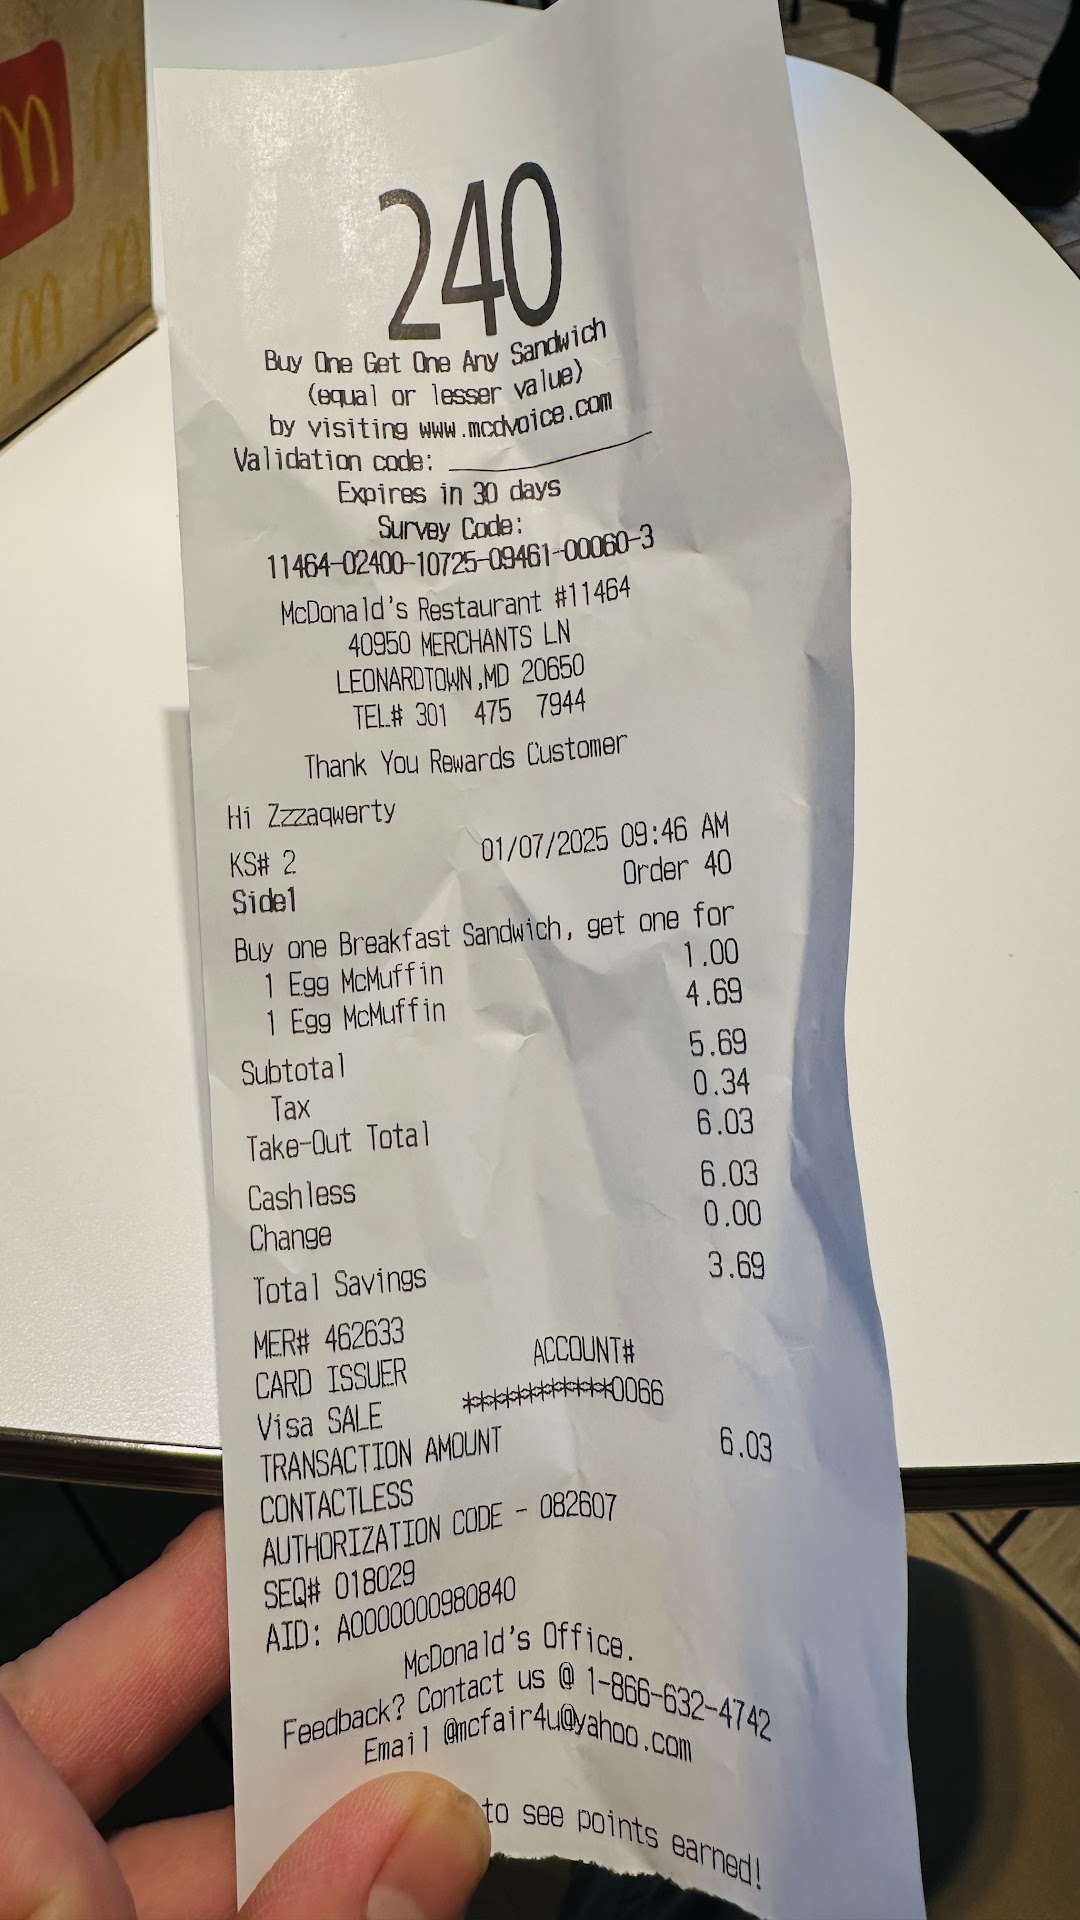 240
Buy One Get One Any Sandwich
(equal or lesser value)
by visiting www.mcdvoice.com
Validation code: ____________
Expires in 30 days
Survey Code:
11464-02400-10725-09461-00060-3
McDonald's Restaurant #11464
40950 MERCHANTS LN
LEONARDTOWN,MD 20650
TEL# 301 475 7944
Thank You Rewards Customer
Hi Zzzaqwerty
KS# 2 01/07/2025 09:46 AM
Side1 Order 40
Buy one Breakfast Sandwich, get one for
1 Egg McMuffin 1.00
1 Egg McMuffin 4.69
Subtotal 5.69
Tax 0.34
Take-Out Total 6.03
Cashless 6.03
Change 0.00
Total Savings 3.69
MER# 462633
CARD ISSUER ACCOUNT#
Visa SALE ************0066
TRANSACTION AMOUNT 6.03
CONTACTLESS
AUTHORIZATION CODE - 082607
SEQ# 018029
AID: A0000000980840
McDonald's Office.
Feedback? Contact us @ 1-866-632-4742
Email @mcfair4u@yahoo.com
to see points earned!